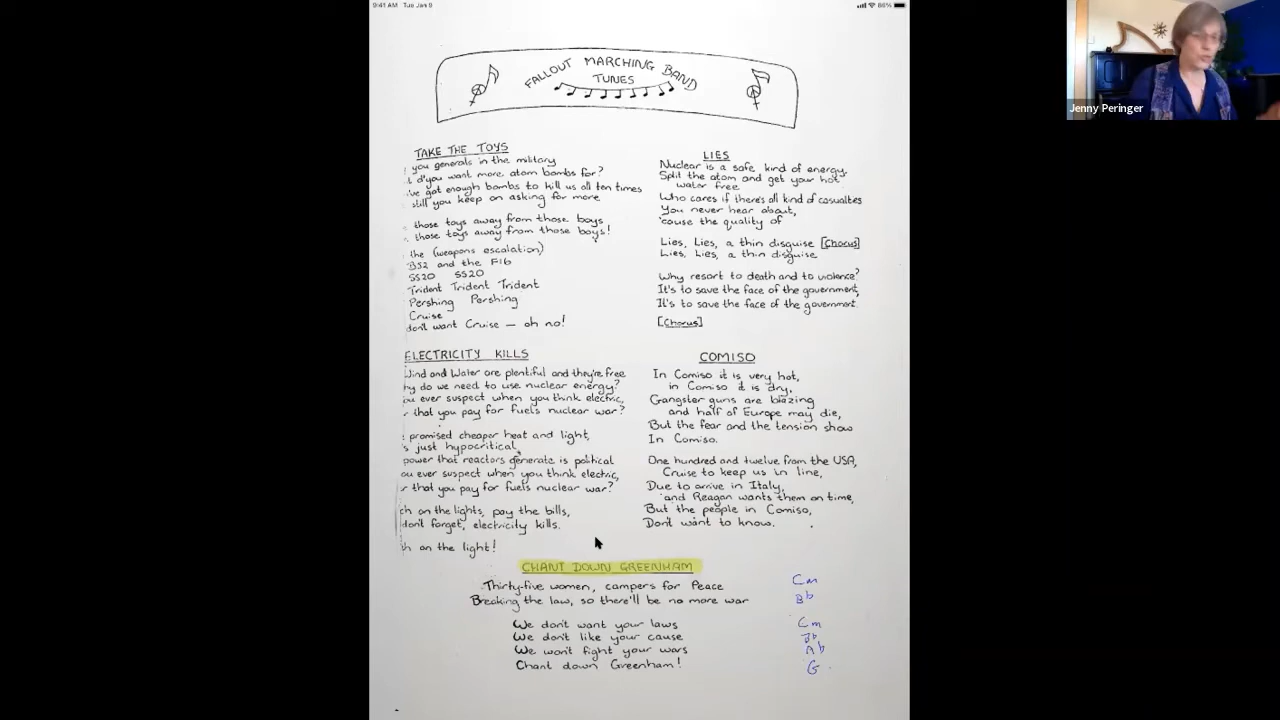 9:41 AM Tue Jan 9
86%
Jenny Peringer
FALLOUT MARCHING BAND
TUNES
TAKE THE TOYS
you generals in the military
d'you want more atom bombs for?
've got enough bombs to kill us all ten times
still you keep on asking for more
those toys away from those boys
those toys away from those boys!
the (weapons escalation)
B52 and the F16
SS20 SS20
Trident Trident Trident
Pershing Pershing
Cruise
don't want Cruise — oh no!
LIES
Nuclear is a safe kind of energy.
Split the atom and get your hot
water free
Who cares if there's all kind of casualties
You never hear about,
'cause the quality of
Lies, Lies, a thin disguise [Chorus]
Lies, Lies, a thin disguise
Why resort to death and to violence?
It's to save the face of the government,
It's to save the face of the government.
[Chorus]
ELECTRICITY KILLS
Wind and Water are plentiful and they're free
hy do we need to use nuclear energy?
ou ever suspect when you think electric,
r that you pay for fuels nuclear war?
promised cheaper heat and light,
s just hypocritical,
power that reactors generate is political
ou ever suspect when you think electric,
r that you pay for fuels nuclear war?
ch on the lights, pay the bills,
don't forget, electricity kills.
h on the light!
COMISO
In Comiso it is very hot,
in Comiso it is dry,
Gangster guns are blazing
and half of Europe may die,
But the fear and the tension show
In Comiso.
One hundred and twelve from the USA,
Cruise to keep us in line,
Due to arrive in Italy,
and Reagan wants them on time,
But the people in Comiso,
Don't want to know.
CHANT DOWN GREENHAM
Thirty-five women, campers for Peace Cm
Breaking the law, so there'll be no more war Bb
We don't want your laws Cm
We don't like your cause Bb
We won't fight your wars Ab
Chant down Greenham! G